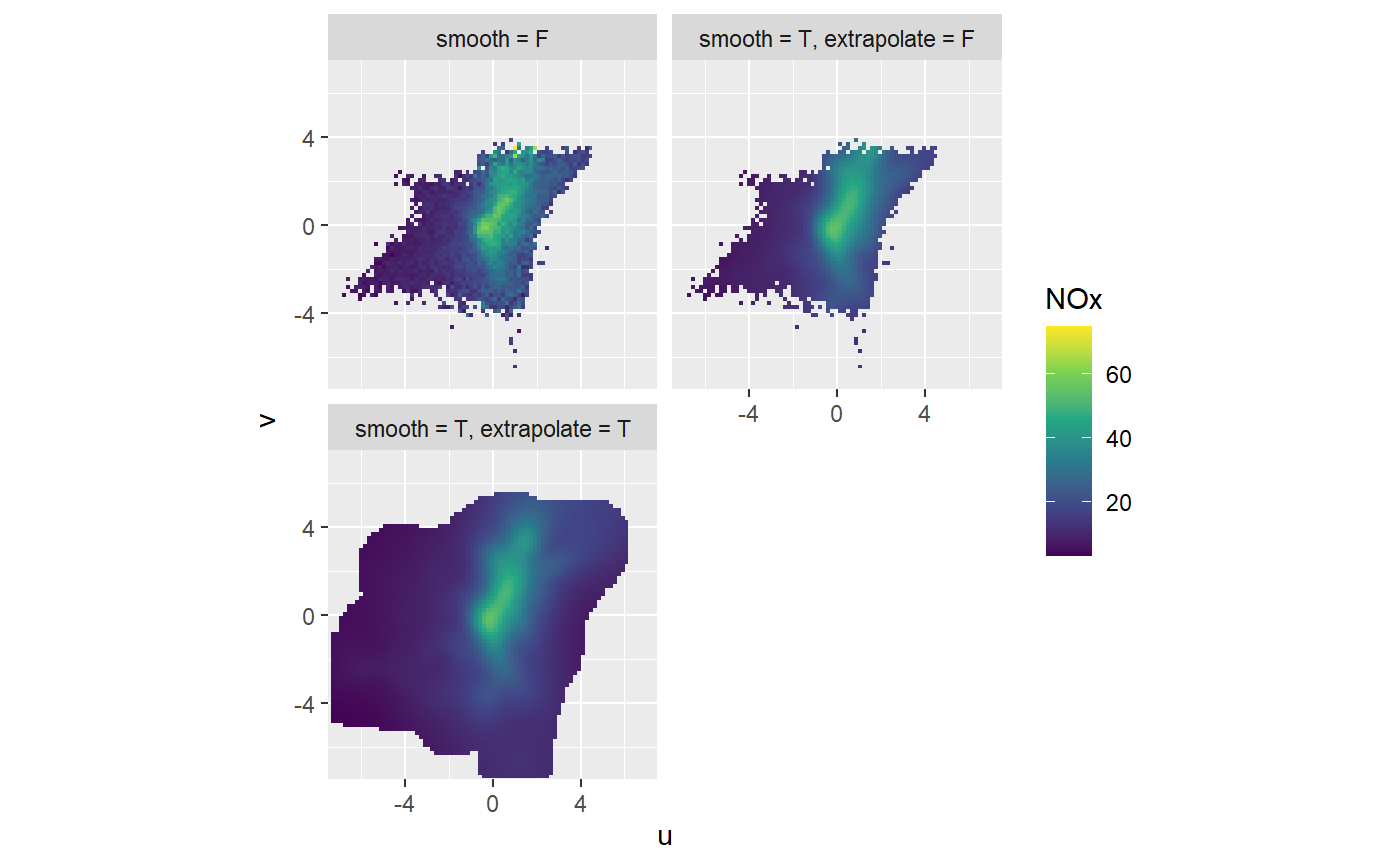 smooth = F
smooth = T, extrapolate = F
4
0
-4
-4
0
4
NOx
60
40
20
v
smooth = T, extrapolate = T
4
0
-4
-4
0
4
u